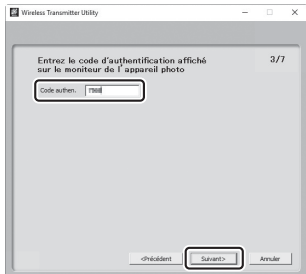 Wireless Transmitter Utility
Entrez le code d'authentification affiché 3/7
sur le moniteur de l'appareil photo
Code authen.
<Précédent Suivant> Annuler